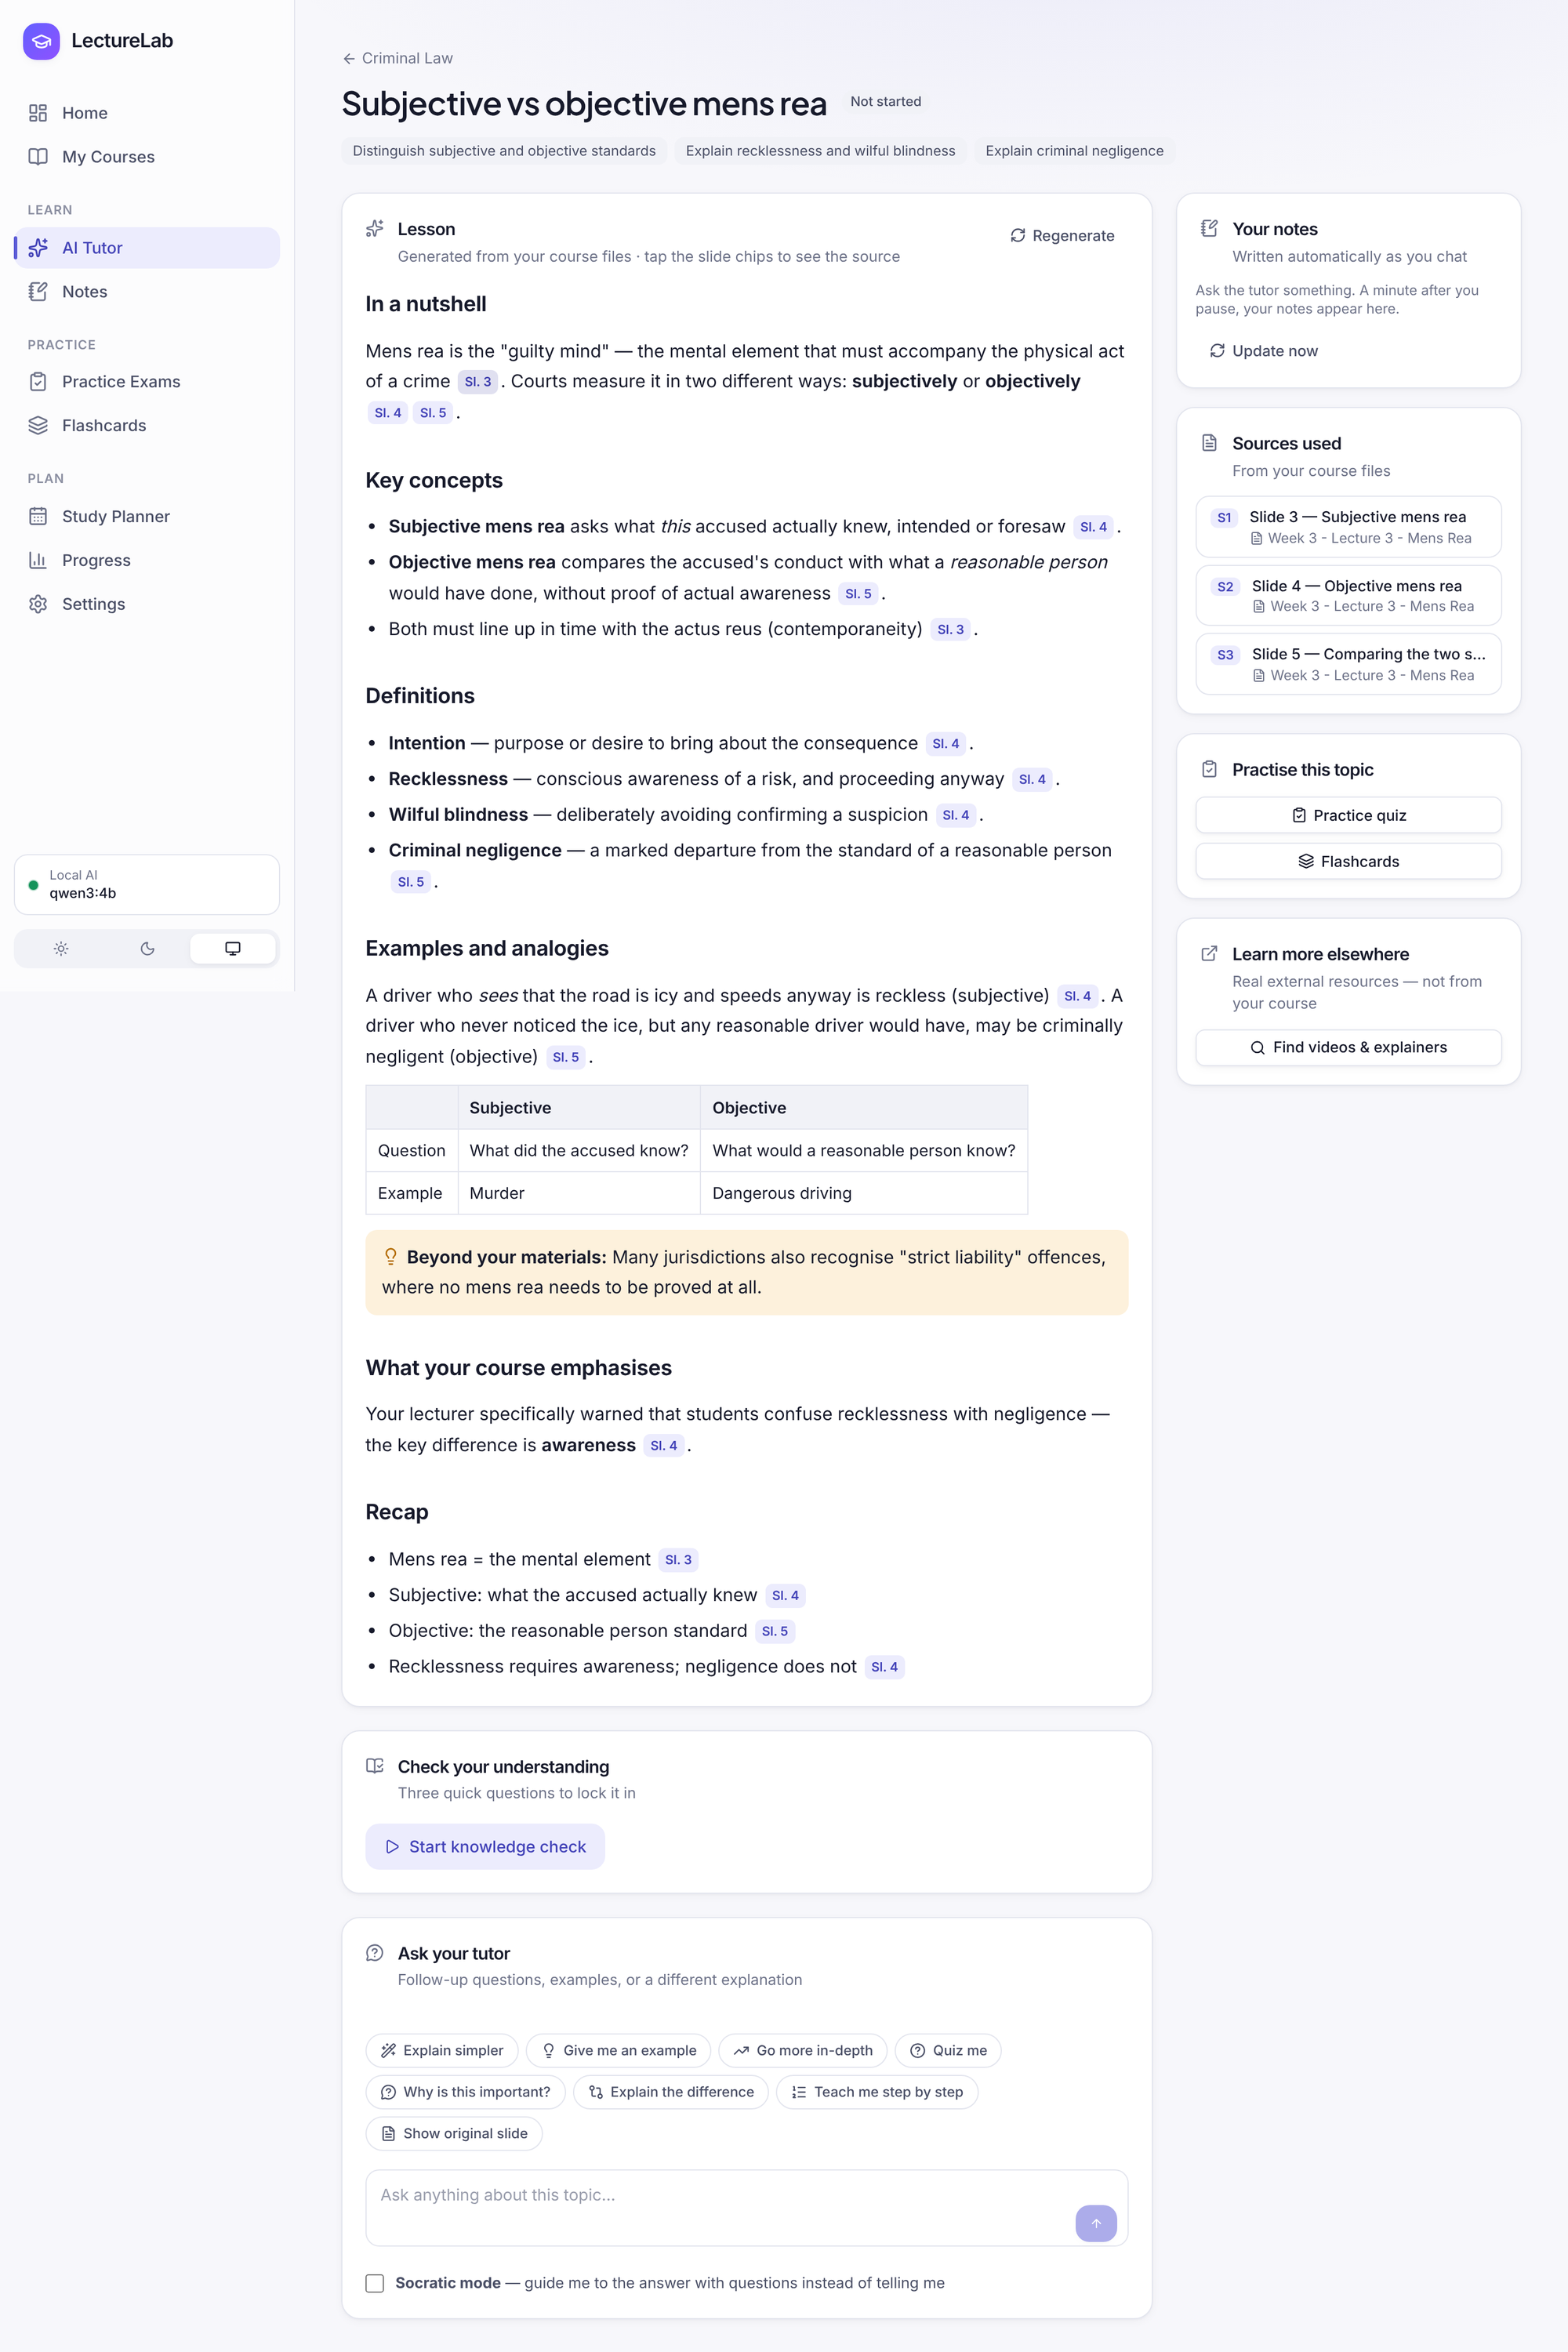 LectureLab
Home
My Courses
LEARN
AI Tutor
Notes
PRACTICE
Practice Exams
Flashcards
PLAN
Study Planner
Progress
Settings
Local AI
qwen3:4b
Criminal Law
Subjective vs objective mens rea
Not started
Distinguish subjective and objective standards
Explain recklessness and wilful blindness
Explain criminal negligence
Lesson
Generated from your course files · tap the slide chips to see the source
Regenerate
In a nutshell
Mens rea is the "guilty mind" — the mental element that must accompany the physical act
of a crime Sl. 3 . Courts measure it in two different ways: subjectively or objectively
Sl. 4 Sl. 5 .
Key concepts
• Subjective mens rea asks what this accused actually knew, intended or foresaw Sl. 4 .
• Objective mens rea compares the accused's conduct with what a reasonable person
would have done, without proof of actual awareness Sl. 5 .
• Both must line up in time with the actus reus (contemporaneity) Sl. 3 .
Definitions
• Intention — purpose or desire to bring about the consequence Sl. 4 .
• Recklessness — conscious awareness of a risk, and proceeding anyway Sl. 4 .
• Wilful blindness — deliberately avoiding confirming a suspicion Sl. 4 .
• Criminal negligence — a marked departure from the standard of a reasonable person
Sl. 5 .
Examples and analogies
A driver who sees that the road is icy and speeds anyway is reckless (subjective) Sl. 4 . A
driver who never noticed the ice, but any reasonable driver would have, may be criminally
negligent (objective) Sl. 5 .
Subjective Objective
Question What did the accused know? What would a reasonable person know?
Example Murder Dangerous driving
Beyond your materials: Many jurisdictions also recognise "strict liability" offences,
where no mens rea needs to be proved at all.
What your course emphasises
Your lecturer specifically warned that students confuse recklessness with negligence —
the key difference is awareness Sl. 4 .
Recap
• Mens rea = the mental element Sl. 3
• Subjective: what the accused actually knew Sl. 4
• Objective: the reasonable person standard Sl. 5
• Recklessness requires awareness; negligence does not Sl. 4
Check your understanding
Three quick questions to lock it in
Start knowledge check
Ask your tutor
Follow-up questions, examples, or a different explanation
Explain simpler
Give me an example
Go more in-depth
Quiz me
Why is this important?
Explain the difference
Teach me step by step
Show original slide
Ask anything about this topic...
Socratic mode — guide me to the answer with questions instead of telling me
Your notes
Written automatically as you chat
Ask the tutor something. A minute after you
pause, your notes appear here.
Update now
Sources used
From your course files
S1 Slide 3 — Subjective mens rea
Week 3 - Lecture 3 - Mens Rea
S2 Slide 4 — Objective mens rea
Week 3 - Lecture 3 - Mens Rea
S3 Slide 5 — Comparing the two s...
Week 3 - Lecture 3 - Mens Rea
Practise this topic
Practice quiz
Flashcards
Learn more elsewhere
Real external resources — not from
your course
Find videos & explainers